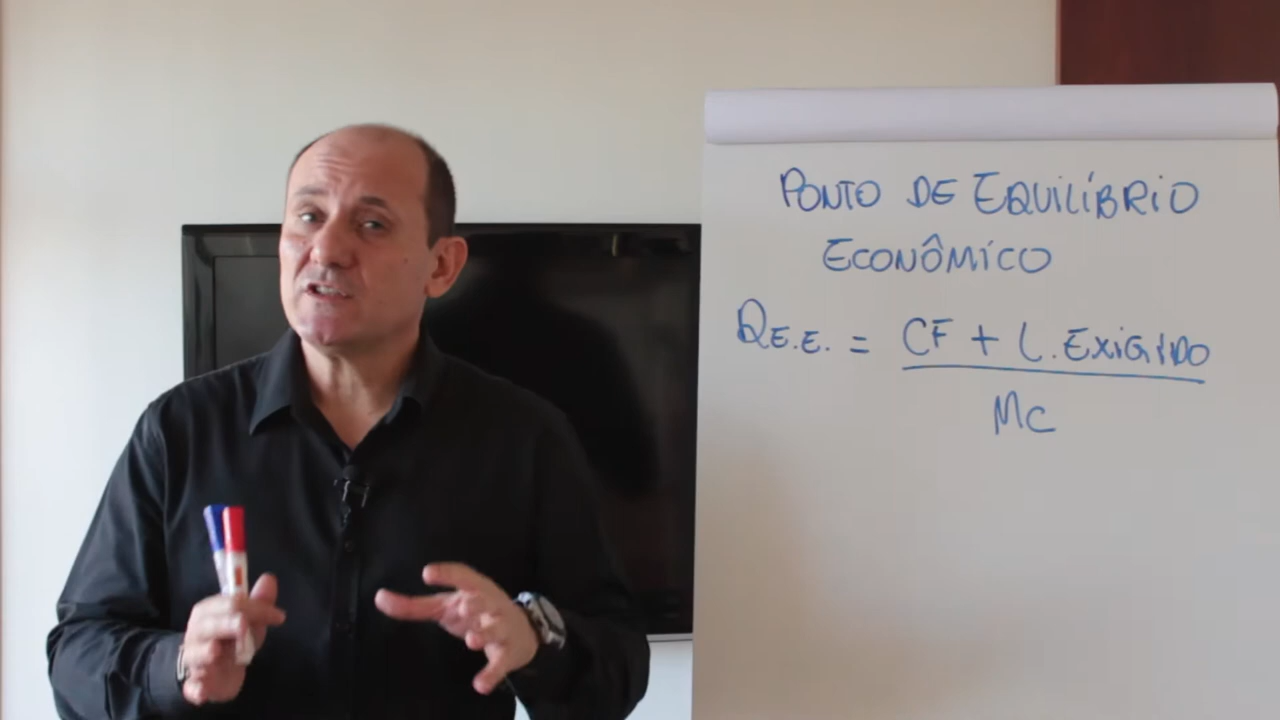 PONTO DE EQUILÍBRIO
ECONÔMICO
QE.E. = CF + L. EXIGIDO
MC